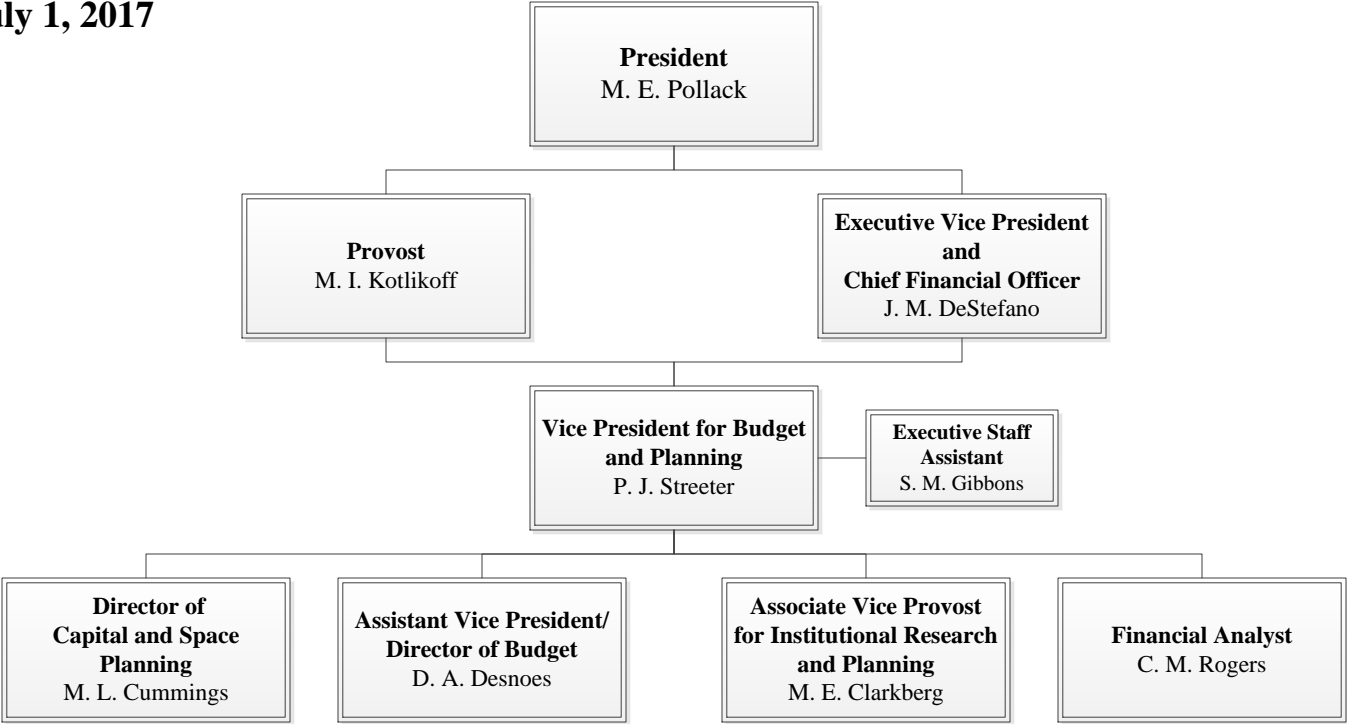 1, 2017
President
M. E. Pollack
Provost
M. I. Kotlikoff
Executive Vice President
and
Chief Financial Officer
J. M. DeStefano
Vice President for Budget
and Planning
P. J. Streeter
Executive Staff
Assistant
S. M. Gibbons
Director of
Capital and Space
Planning
M. L. Cummings
Assistant Vice President/
Director of Budget
D. A. Desnoes
Associate Vice Provost
for Institutional Research
and Planning
M. E. Clarkberg
Financial Analyst
C. M. Rogers